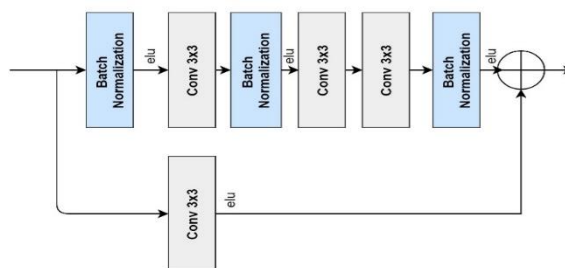 Batch
Normalization
elu
Conv 3x3
Batch
Normalization
elu
Conv 3x3
Conv 3x3
Batch
Normalization
elu
Conv 3x3
elu